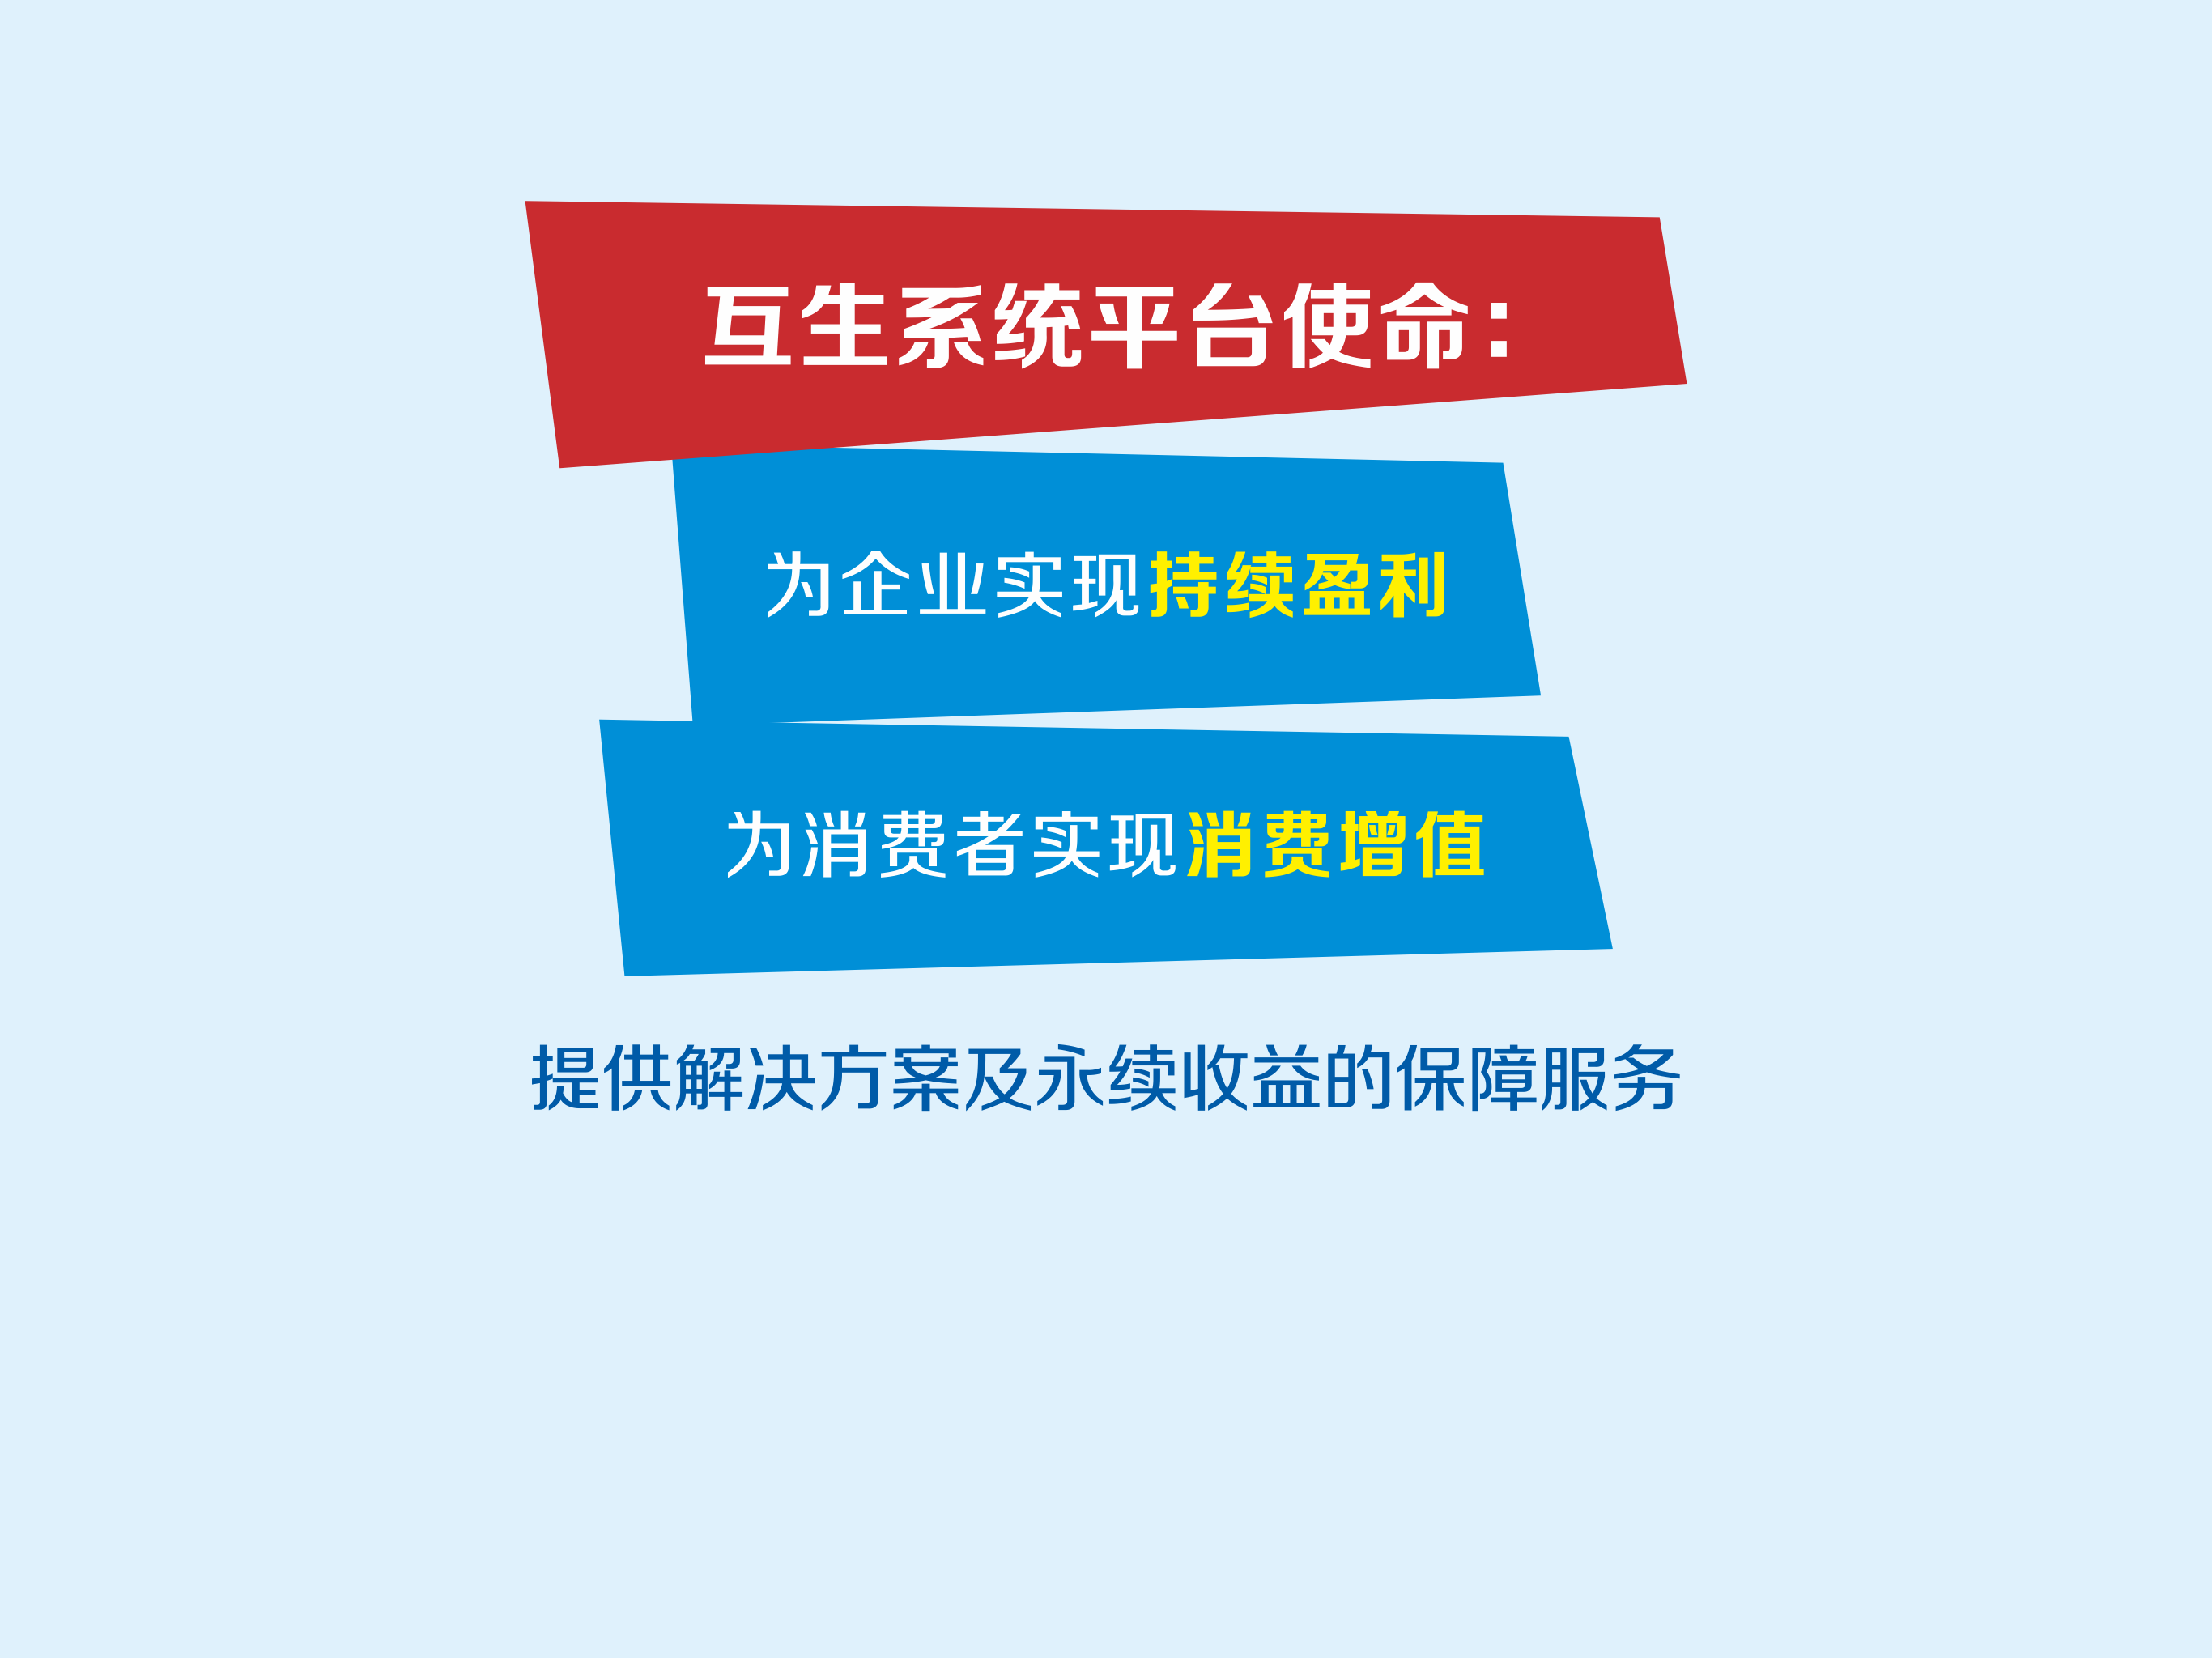 互生系统平台使命：
为企业实现持续盈利
为消费者实现消费增值
提供解决方案及永续收益的保障服务